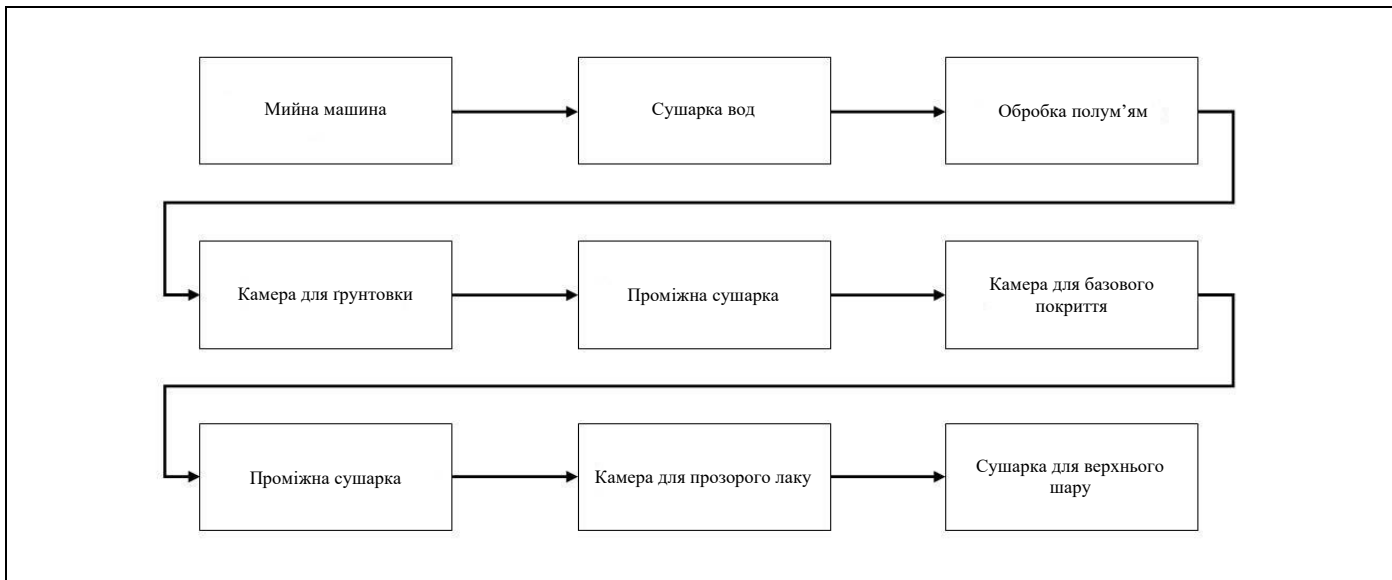 Мийна машина
Сушарка вод
Обробка полум’ям
Камера для ґрунтовки
Проміжна сушарка
Камера для базового
покриття
Проміжна сушарка
Камера для прозорого лаку
Сушарка для верхнього
шару